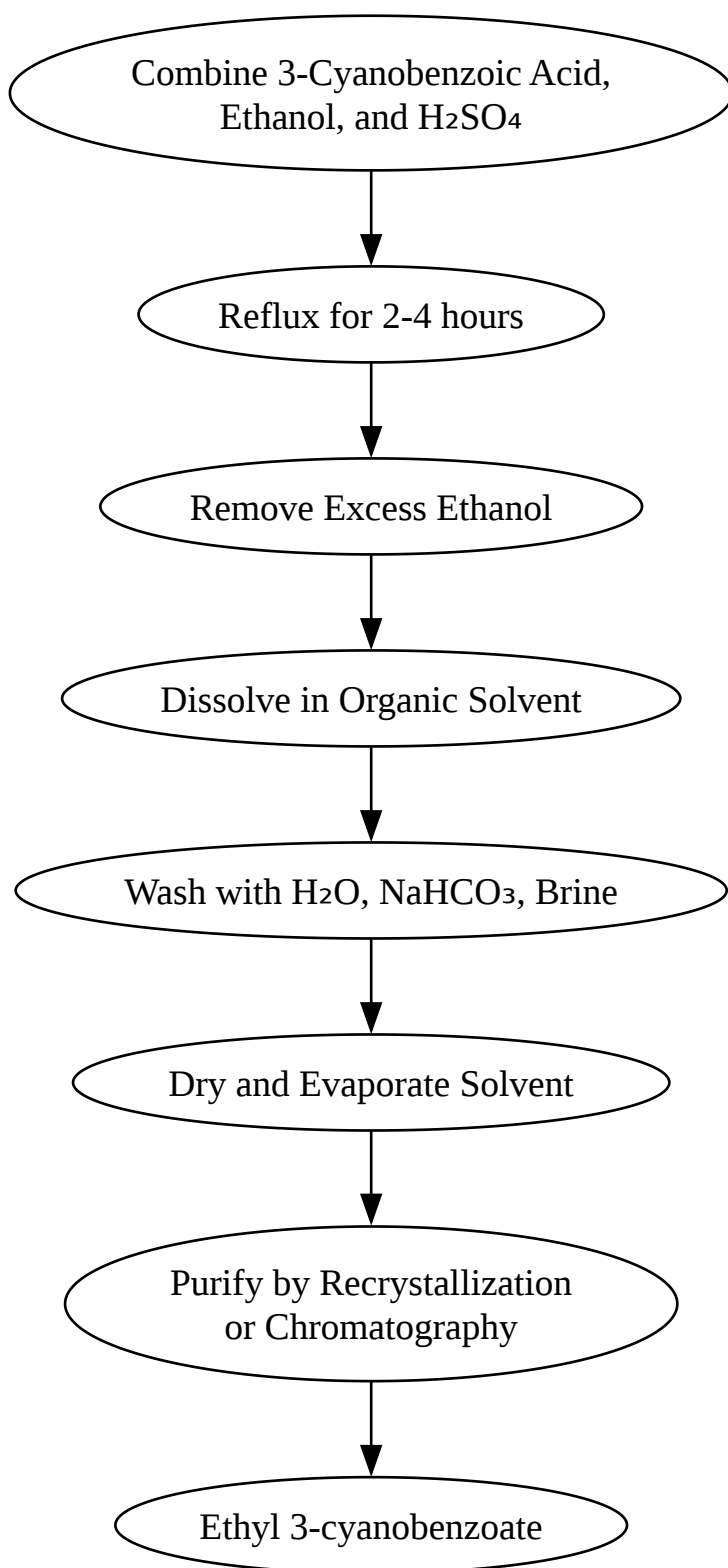 Combine 3-Cyanobenzoic Acid,
Ethanol, and H₂SO₄
Reflux for 2-4 hours
Remove Excess Ethanol
Dissolve in Organic Solvent
Wash with H₂O, NaHCO₃, Brine
Dry and Evaporate Solvent
Purify by Recrystallization
or Chromatography
Ethyl 3-cyanobenzoate